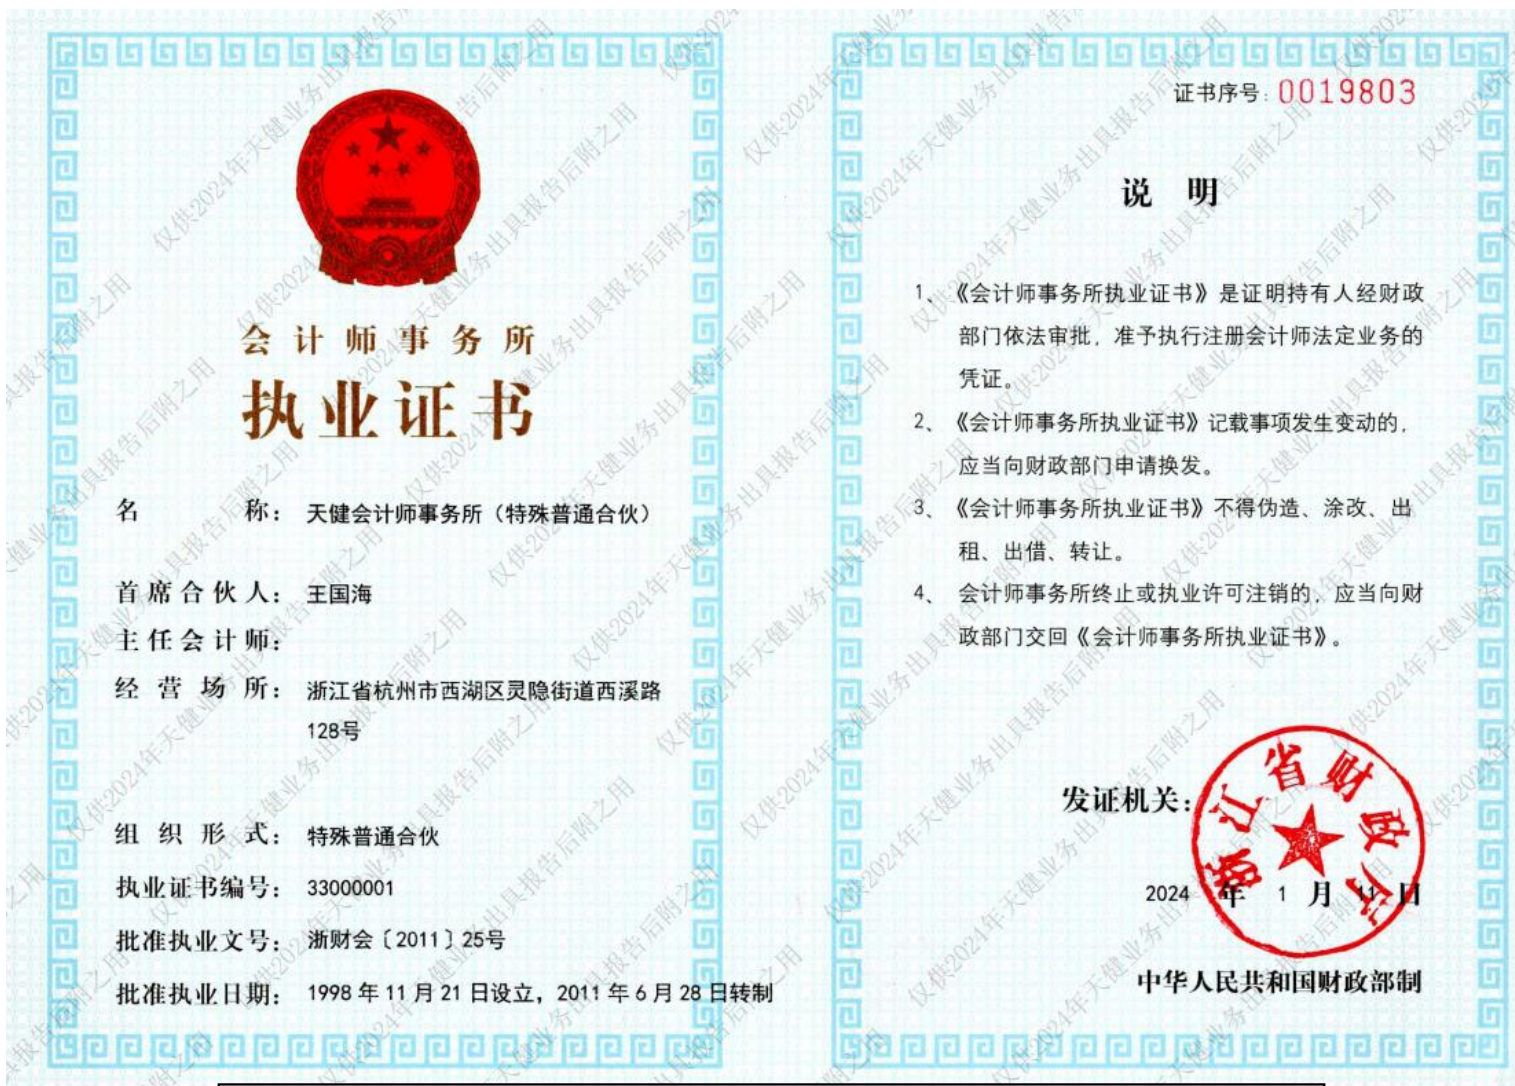 会计师事务所
执业证书
名称：天健会计师事务所（特殊普通合伙）
首席合伙人：王国海
主任会计师：
经营场所：浙江省杭州市西湖区灵隐街道西溪路
128号
组织形式：特殊普通合伙
执业证书编号：33000001
批准执业文号：浙财会〔2011〕25号
批准执业日期：1998年11月21日设立，2011年6月28日转制
证书序号：0019803
说明
1、《会计师事务所执业证书》是证明持有人经财政
部门依法审批，准予执行注册会计师法定业务的
凭证。
2、《会计师事务所执业证书》记载事项发生变动的，
应当向财政部门申请换发。
3、《会计师事务所执业证书》不得伪造、涂改、出
租、出借、转让。
4、会计师事务所终止或执业许可注销的，应当向财
政部门交回《会计师事务所执业证书》。
发证机关：
浙江省财政厅
2024年1月11日
中华人民共和国财政部制
仅供2024年天健业务出具报告后附之用